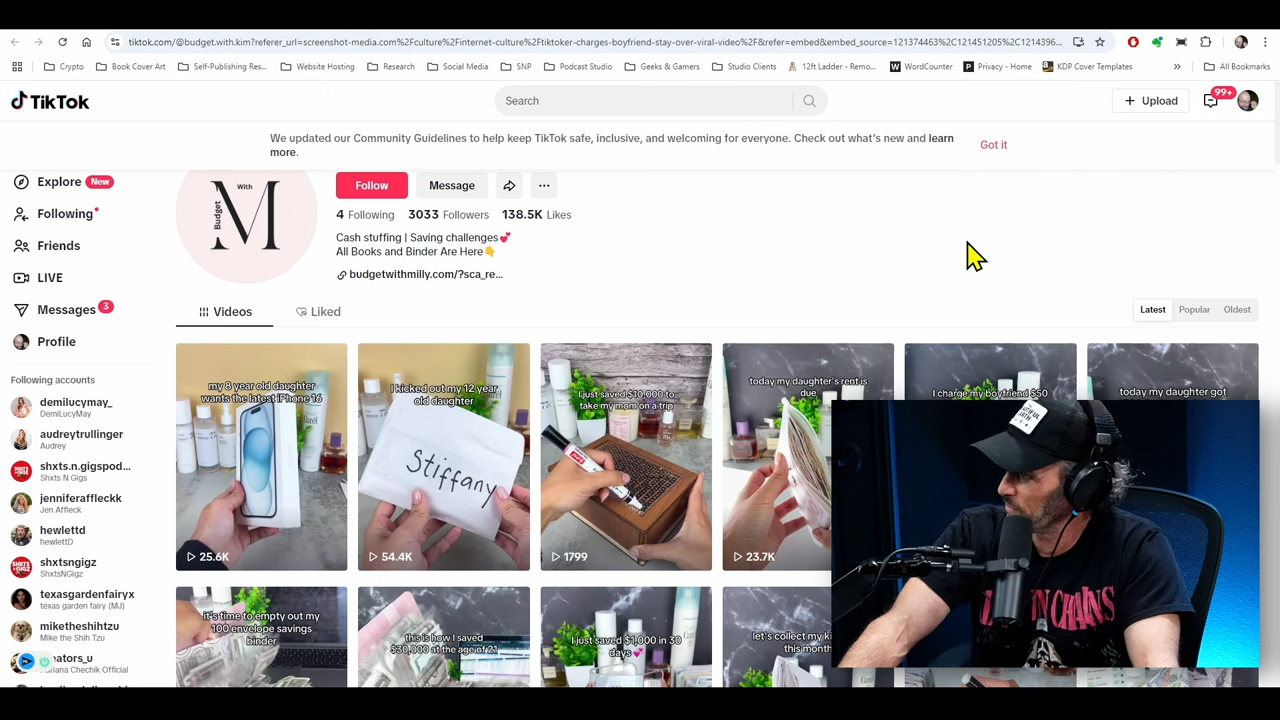 tiktok.com/@budget.with.kim?referer_url=screenshot-media.com%2Fculture%2Finternet-culture%2Ftiktoker-charges-boyfriend-stay-over-viral-video%2F&refer=embed&embed_source=121374463%2C121451205%2C1214396...
Crypto Book Cover Art Self-Publishing Res... Website Hosting Research Social Media SNP Podcast Studio Geeks & Gamers Studio Clients 12ft Ladder - Remo... WordCounter Privacy - Home KDP Cover Templates » All Bookmarks
TikTok
Search
Upload
99+
We updated our Community Guidelines to help keep TikTok safe, inclusive, and welcoming for everyone. Check out what's new and learn
more.
Got it
Explore New
Following
Friends
LIVE
Messages 3
Profile
Following accounts
demilucymay_
DemiLucyMay
audreytrullinger
Audrey
shxts.n.gigspod...
Shxts N Gigs
jenniferaffleckk
Jen Affleck
hewlettd
hewlettD
shxtsngigz
ShxtsNGigs
texasgardenfairyx
texas garden fairy (MJ)
miketheshihtzu
Mike the Shih Tzu
Budget
With
M
Follow Message
4 Following 3033 Followers 138.5K Likes
Cash stuffing | Saving challenges💕
All Books and Binder Are Here👇
budgetwithmilly.com/?sca_re...
Videos Liked
Latest Popular Oldest
my 8 year old daughter
wants the latest iPhone 16
25.6K
I kicked out my 12 year
old daughter
Stiffany
54.4K
I just saved $10,000 to
take my mom on a trip
1799
today my daughter's rent is
due
23.7K
I charge my boyfriend $50
today my daughter got
it's time to empty out my
100 envelope savings
binder
this is how I saved
$30,000 at the age of 21
I just saved $1,000 in 30
days💕
let's collect my
this month